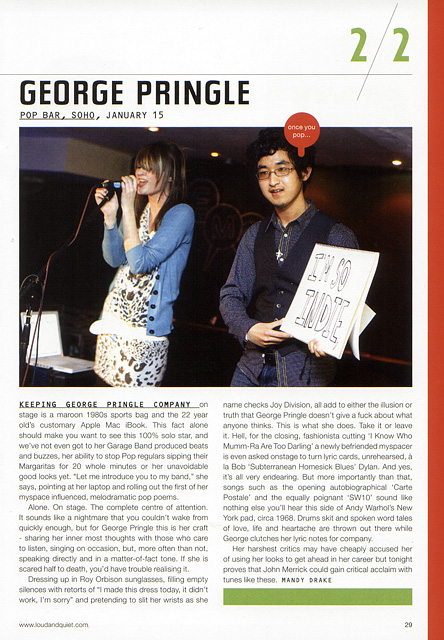 2/2
GEORGE PRINGLE
POP BAR, SOHO, JANUARY 15
once you
pop...
I'M SO
INDIE
KEEPING GEORGE PRINGLE COMPANY on
stage is a maroon 1980s sports bag and the 22 year
old's customary Apple Mac iBook. This fact alone
should make you want to see this 100% solo star, and
we've not even got to her Garage Band produced beats
and buzzes, her ability to stop Pop regulars sipping their
Margaritas for 20 whole minutes or her unavoidable
good looks yet. "Let me introduce you to my band," she
says, pointing at her laptop and reeling out the first of her
myspace influenced, melodramatic pop poems.
Alone. On stage. The complete centre of attention.
It sounds like a nightmare that you couldn't wake from
quickly enough, but for George Pringle this is her craft
- sharing her inner most thoughts with those who care
to listen, singing on occasion, but, more often than not,
speaking directly and in a matter-of-fact tone. If she is
scared half to death, you'd have trouble realising it.
Dressing up in Roy Orbison sunglasses, filling empty
silences with retorts of "I made this dress today, it didn't
work, I'm sorry" and pretending to slit her wrists as she
name checks Joy Division, all add to either the illusion or
truth that George Pringle doesn't give a fuck about what
anyone thinks. This is what she does. Take it or leave
it. Hell, for the closing, fashionista cutting 'I Know Who
Mumm-Ra Are Too Darling' a newly befriended myspacer
is even asked onstage to turn lyric cards, unrehearsed, à
la Bob 'Subterranean Homesick Blues' Dylan. And yes,
it's all very endearing. But more importantly than that,
songs such as the opening autobiographical 'Carte
Postale' and the equally poignant 'SW10' sound like
nothing else you'll hear this side of Andy Warhol's New
York pad, circa 1968. Drums skit and spoken word tales
of love, life and heartache are thrown out there while
George clutches her lyric notes for company.
Her harshest critics may have cheaply accused her
of using her looks to get ahead in her career but tonight
proves that John Merrick could gain critical acclaim with
tunes like these. MANDY DRAKE
www.loudandquiet.com.
29